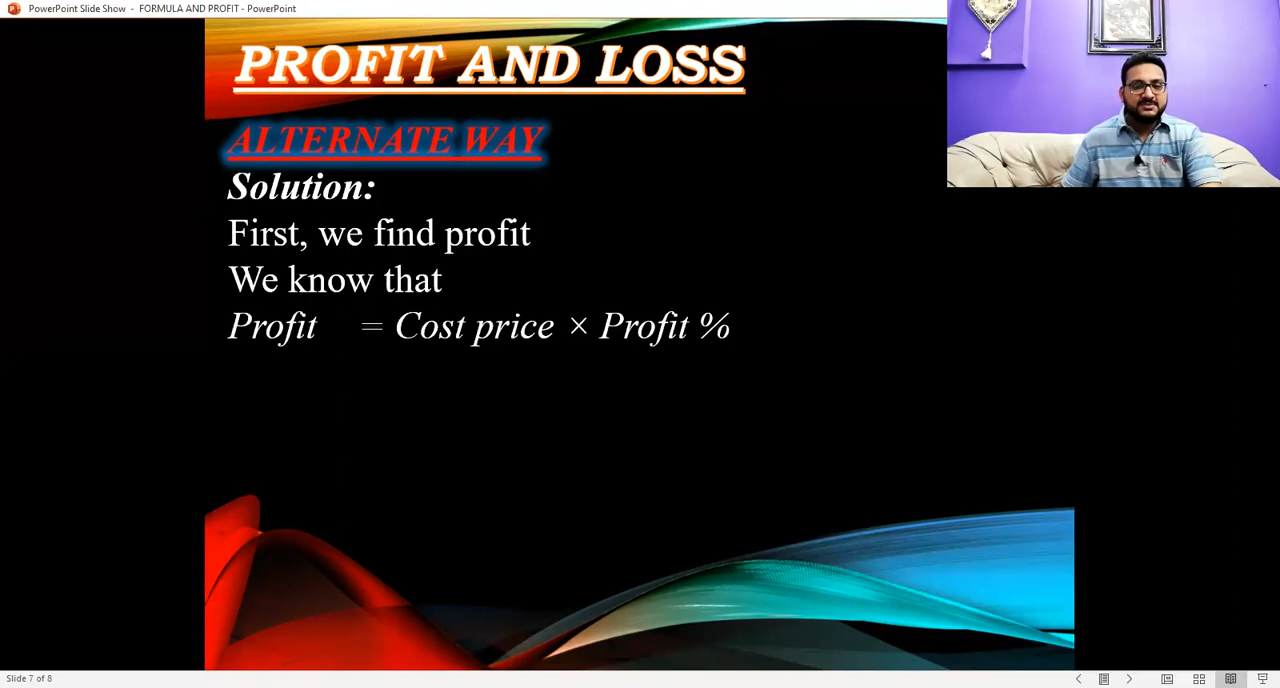 PowerPoint Slide Show - FORMULA AND PROFIT - PowerPoint
PROFIT AND LOSS
ALTERNATE WAY
Solution:
First, we find profit
We know that
Profit = Cost price × Profit %
Slide 7 of 8